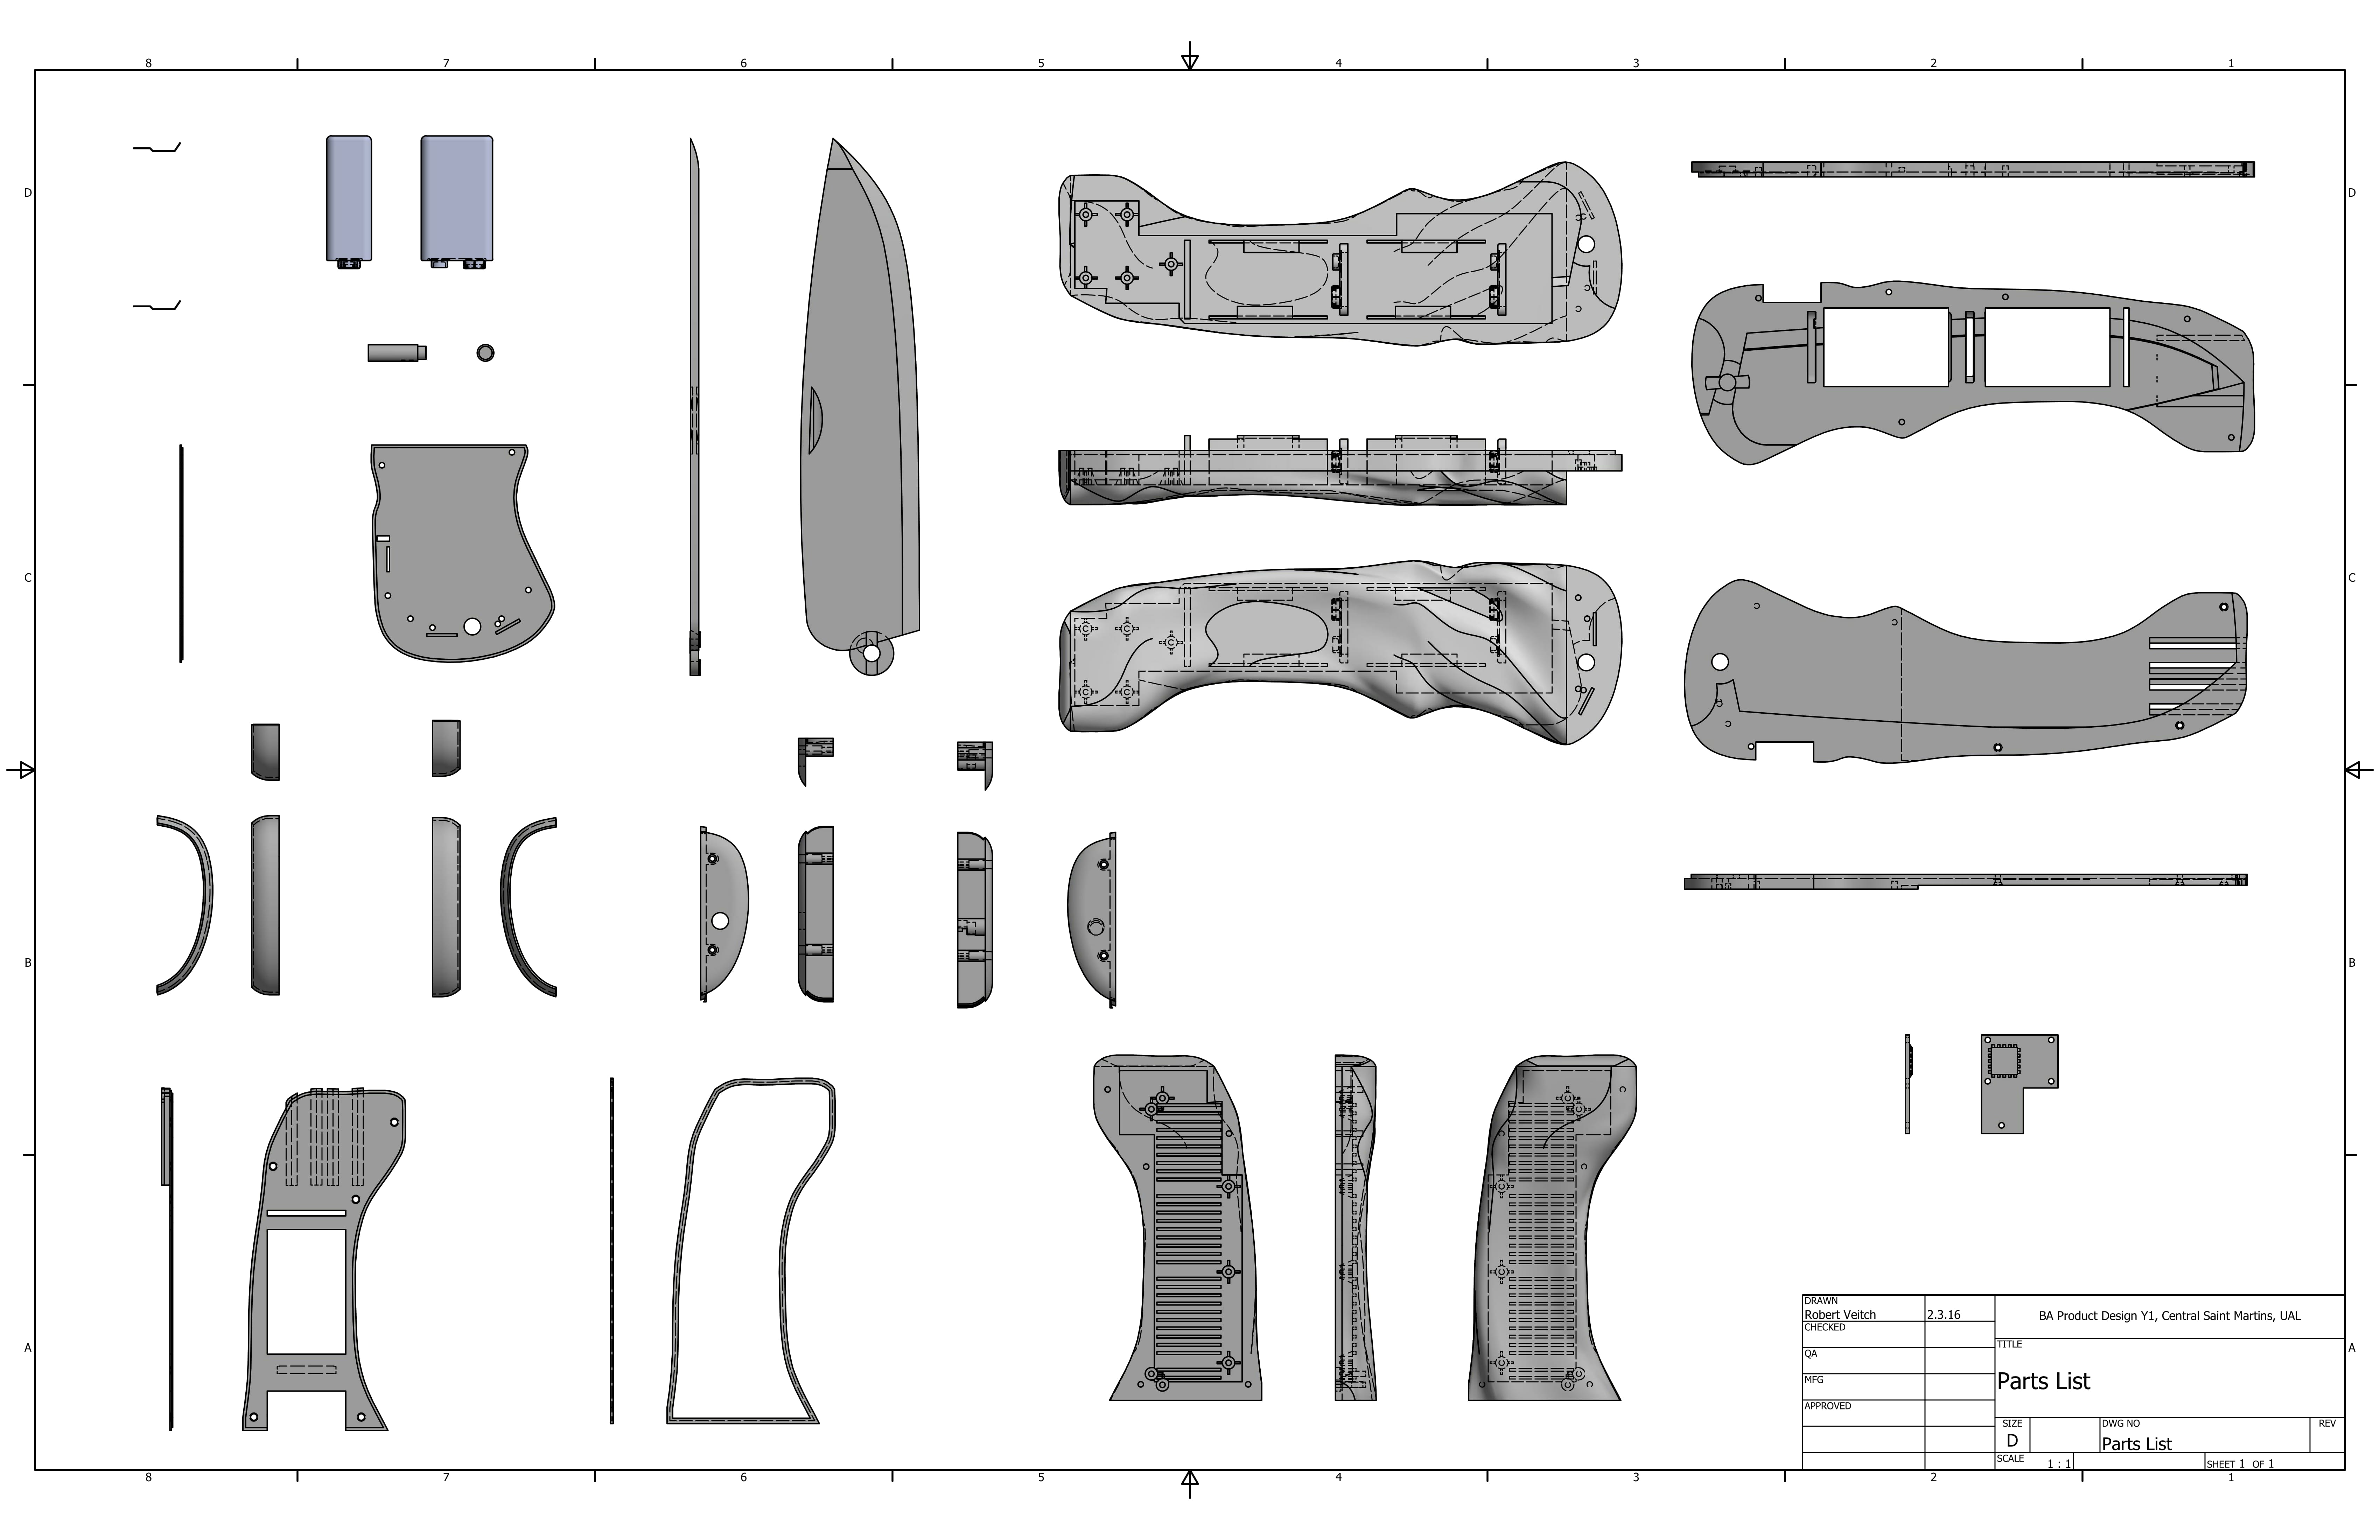 8 7 6 5 4 3 2 1
D D
C C
B B
A A
DRAWN
Robert Veitch 2.3.16
BA Product Design Y1, Central Saint Martins, UAL
CHECKED
TITLE
QA
Parts List
MFG
APPROVED
SIZE DWG NO REV
D Parts List
SCALE 1 : 1 SHEET 1 OF 1
8 7 6 5 4 3 2 1